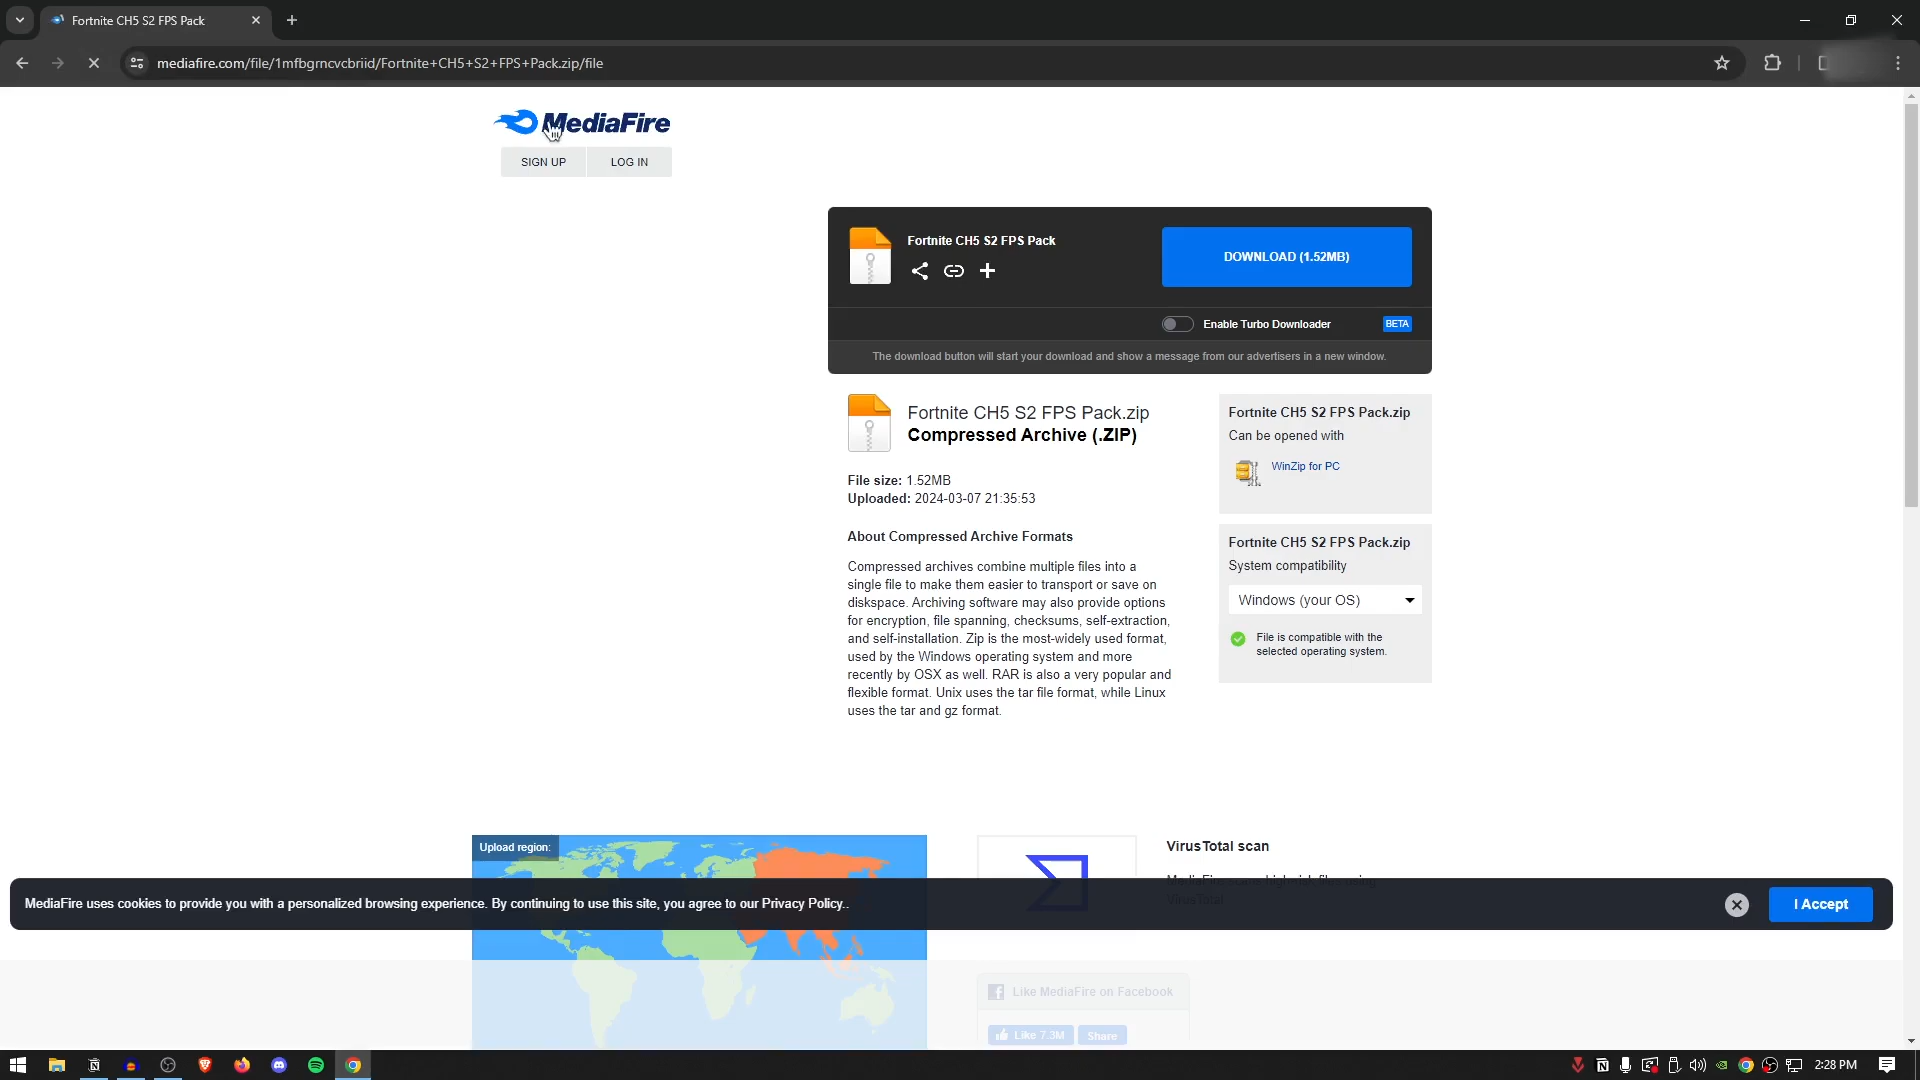 Fortnite CH5 S2 FPS Pack
mediafire.com/file/1mfbgrncvcbriid/Fortnite+CH5+S2+FPS+Pack.zip/file
MediaFire
SIGN UP
LOG IN
Fortnite CH5 S2 FPS Pack
DOWNLOAD (1.52MB)
Enable Turbo Downloader
BETA
The download button will start your download and show a message from our advertisers in a new window.
Fortnite CH5 S2 FPS Pack.zip
Compressed Archive (.ZIP)
File size: 1.52MB
Uploaded: 2024-03-07 21:35:53
About Compressed Archive Formats
Compressed archives combine multiple files into a
single file to make them easier to transport or save on
diskspace. Archiving software may also provide options
for encryption, file spanning, checksums, self-extraction,
and self-installation. Zip is the most-widely used format,
used by the Windows operating system and more
recently by OSX as well. RAR is also a very popular and
flexible format. Unix uses the tar file format, while Linux
uses the tar and gz format.
Fortnite CH5 S2 FPS Pack.zip
Can be opened with
WinZip for PC
Fortnite CH5 S2 FPS Pack.zip
System compatibility
Windows (your OS)
File is compatible with the
selected operating system.
Upload region:
VirusTotal scan
MediaFire scans high-risk files using
VirusTotal
MediaFire uses cookies to provide you with a personalized browsing experience. By continuing to use this site, you agree to our Privacy Policy..
I Accept
Like MediaFire on Facebook
Like 7.3M
Share
2:28 PM